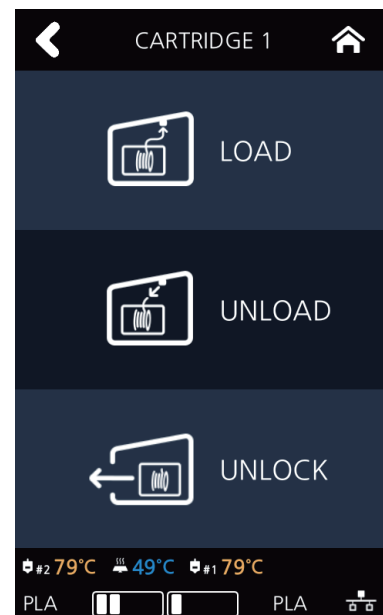 CARTRIDGE 1
LOAD
UNLOAD
UNLOCK
#2 79°C 49°C #1 79°C
PLA PLA